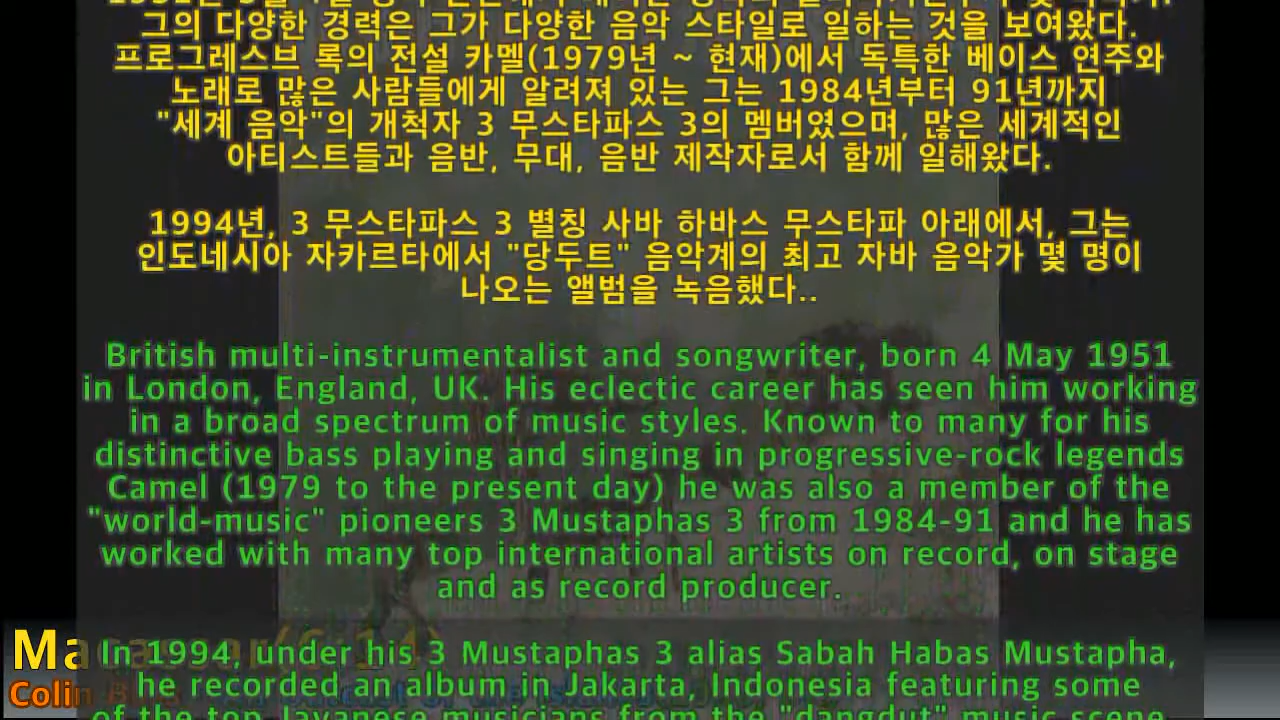 그의 다양한 경력은 그가 다양한 음악 스타일로 일하는 것을 보여왔다.
프로그레스브 록의 전설 카멜(1979년 ~ 현재)에서 독특한 베이스 연주와
노래로 많은 사람들에게 알려져 있는 그는 1984년부터 91년까지
"세계 음악"의 개척자 3 무스타파스 3의 멤버였으며, 많은 세계적인
아티스트들과 음반, 무대, 음반 제작자로서 함께 일해왔다.
1994년, 3 무스타파스 3 별칭 사바 하바스 무스타파 아래에서, 그는
인도네시아 자카르타에서 "당두트" 음악계의 최고 자바 음악가 몇 명이
나오는 앨범을 녹음했다..
British multi-instrumentalist and songwriter, born 4 May 1951
in London, England, UK. His eclectic career has seen him working
in a broad spectrum of music styles. Known to many for his
distinctive bass playing and singing in progressive-rock legends
Camel (1979 to the present day) he was also a member of the
"world-music" pioneers 3 Mustaphas 3 from 1984-91 and he has
worked with many top international artists on record, on stage
and as record producer.
In 1994, under his 3 Mustaphas 3 alias Sabah Habas Mustapha,
he recorded an album in Jakarta, Indonesia featuring some
of the top Javanese musicians from the "dangdut" music scene.
Colin